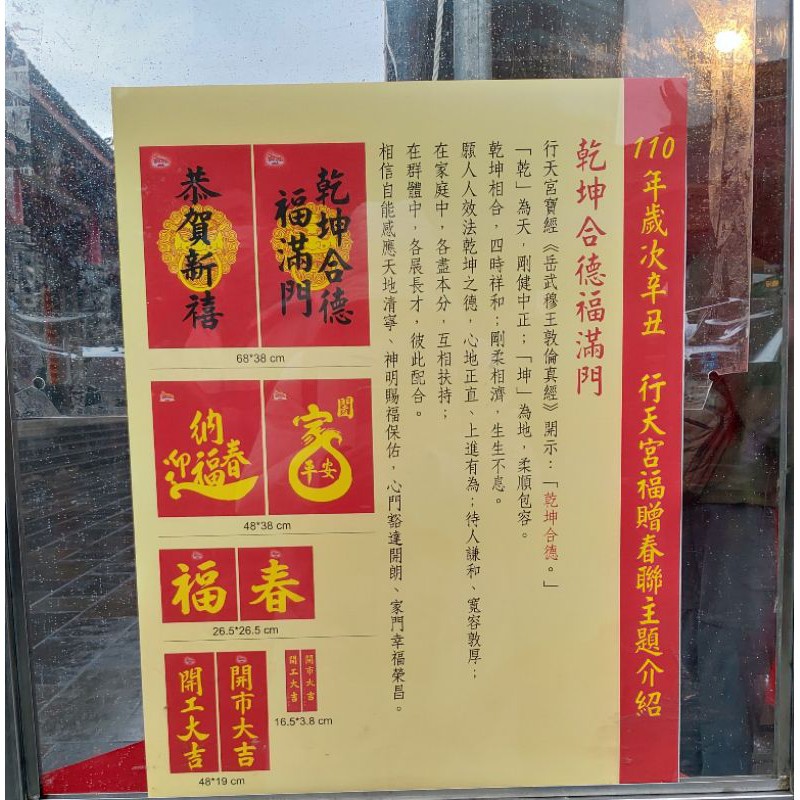 110年歲次辛丑 行天宮福贈春聯主題介紹
乾坤合德福滿門
行天宮寶經《岳武穆王敦倫真經》開示：「乾坤合德。」
「乾」為天，剛健中正；「坤」為地，柔順包容。
乾坤相合，四時祥和；剛柔相濟，生生不息。
願人人效法乾坤之德，心地正直、上進有為；待人謙和、寬容敦厚；
在家庭中，各盡本分，互相扶持；
在群體中，各展長才，彼此配合。
相信自能感應天地清寧、神明賜福保佑，心門豁達開朗、家門幸福榮昌。
乾坤合德
福滿門
恭賀新禧
68*38 cm
闔
家
平安
納福
迎春
48*38 cm
春
福
26.5*26.5 cm
開市大吉
開工大吉
48*19 cm
開市大吉
開工大吉
16.5*3.8 cm